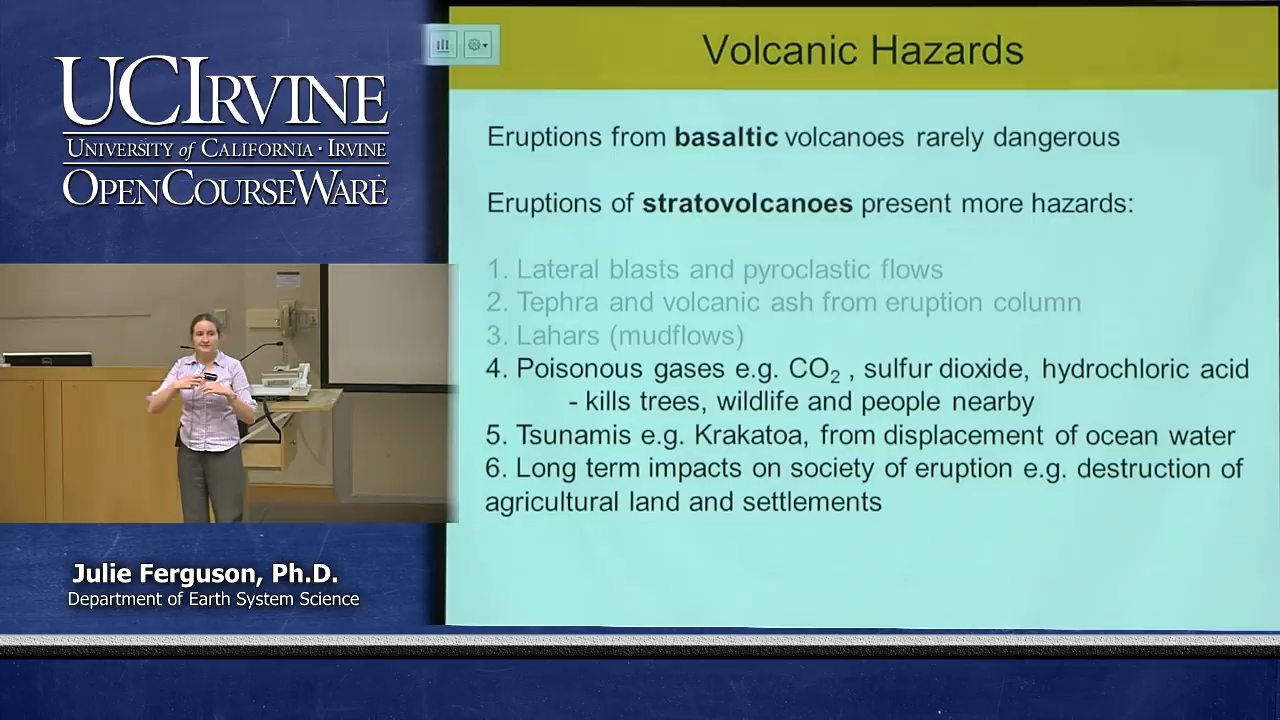 UCIRVINE
UNIVERSITY of CALIFORNIA · IRVINE
OPENCOURSEWARE
Julie Ferguson, Ph.D.
Department of Earth System Science
Volcanic Hazards
Eruptions from basaltic volcanoes rarely dangerous
Eruptions of stratovolcanoes present more hazards:
1. Lateral blasts and pyroclastic flows
2. Tephra and volcanic ash from eruption column
3. Lahars (mudflows)
4. Poisonous gases e.g. CO₂ , sulfur dioxide, hydrochloric acid
- kills trees, wildlife and people nearby
5. Tsunamis e.g. Krakatoa, from displacement of ocean water
6. Long term impacts on society of eruption e.g. destruction of
agricultural land and settlements